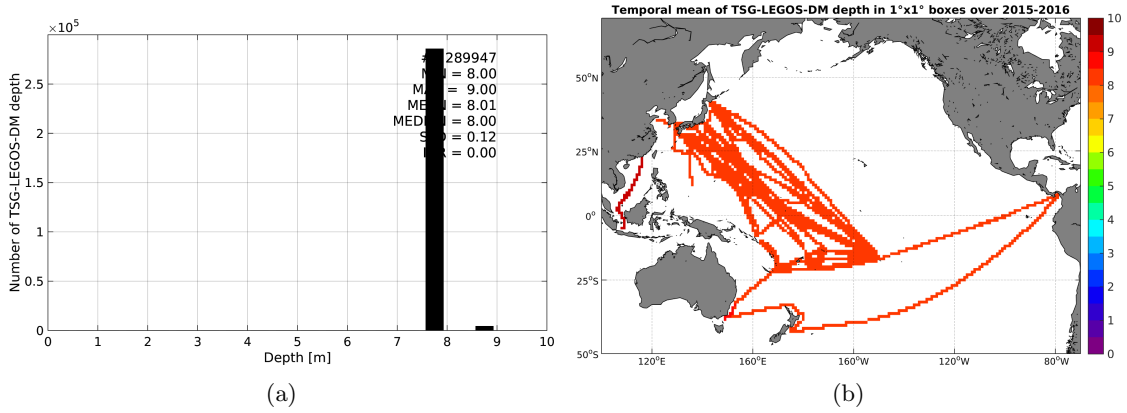 ×10⁵
2.5
2
1.5
1
0.5
0
Number of TSG-LEGOS-DM depth
289947
= 8.00
= 9.00
= 8.01
= 8.00
= 0.12
= 0.00
0 1 2 3 4 5 6 7 8 9 10
Depth [m]
(a)
Temporal mean of TSG-LEGOS-DM depth in 1°x1° boxes over 2015-2016
50°N
25°N
0°
25°S
50°S
120°E 160°E 160°W 120°W 80°W
10
9
8
7
6
5
4
3
2
1
0
(b)